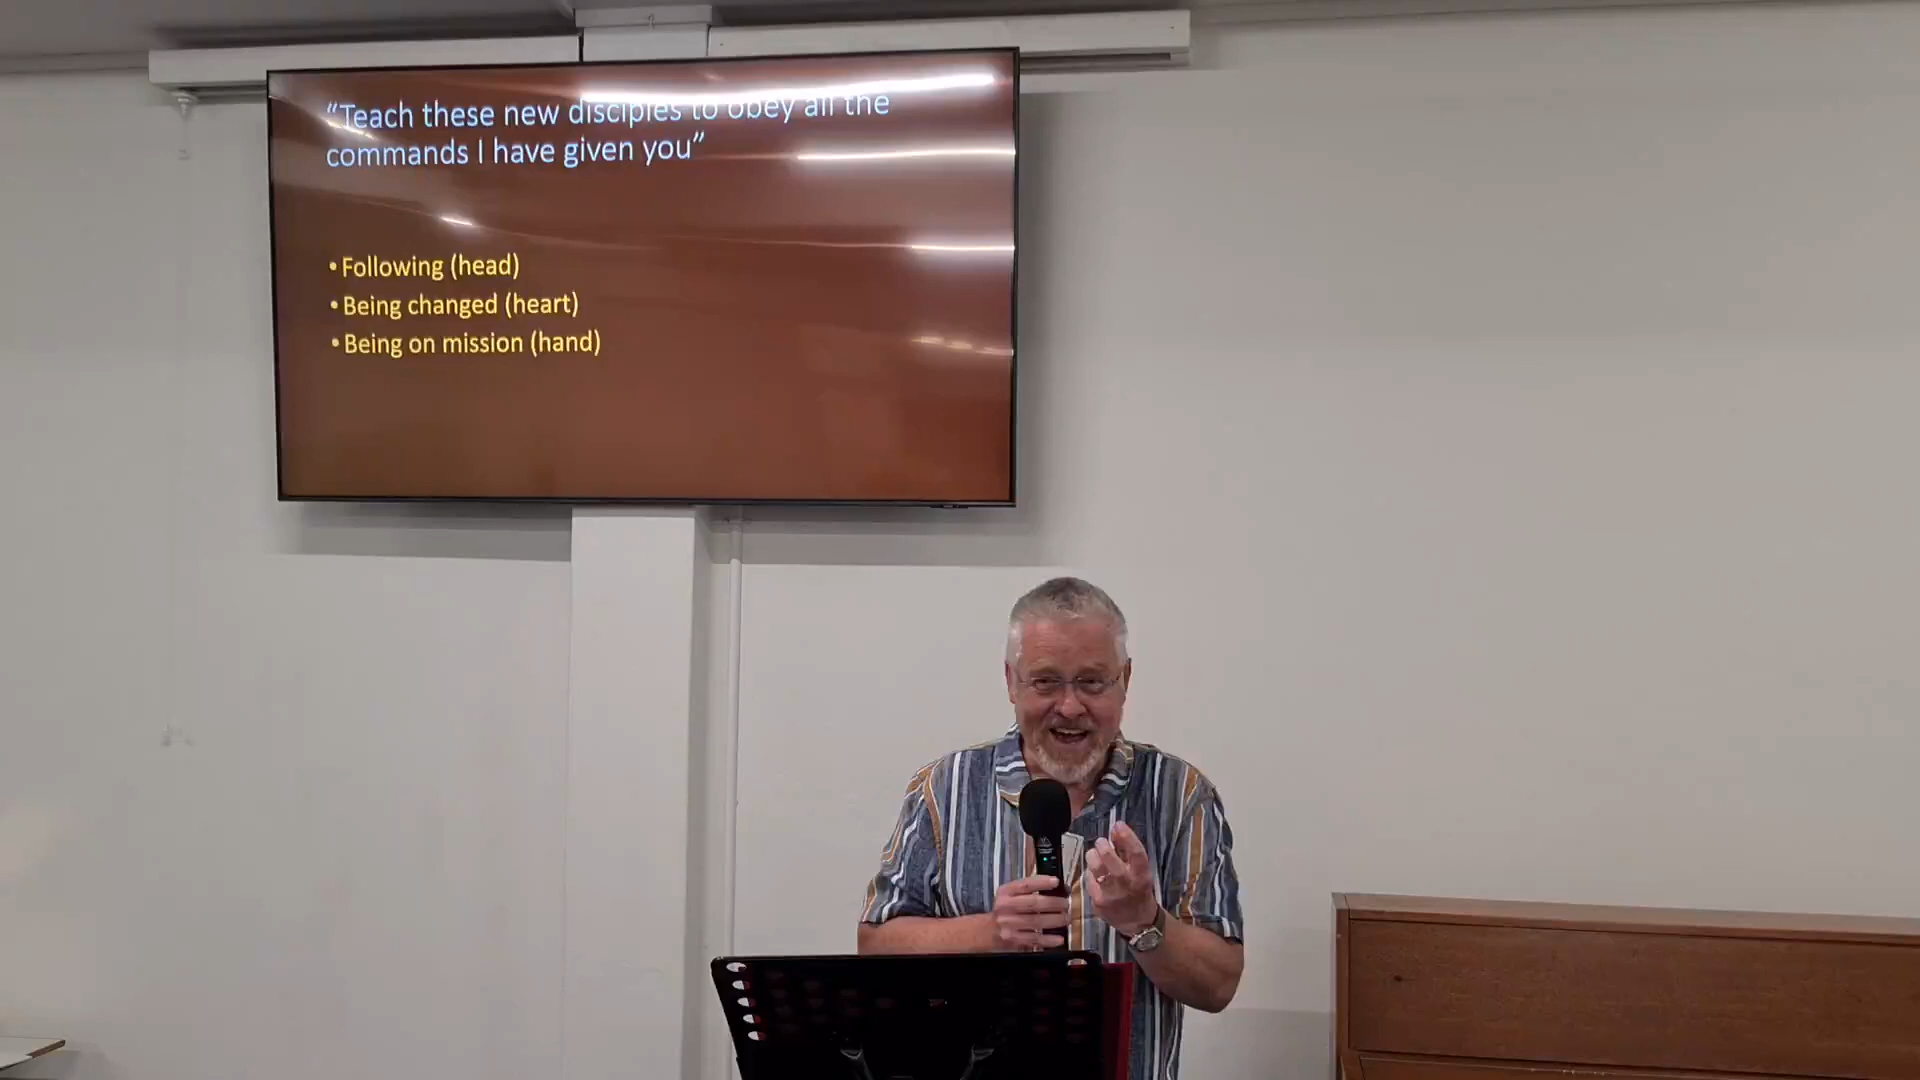 “Teach these new disciples to obey all the
commands I have given you”
• Following (head)
• Being changed (heart)
• Being on mission (hand)